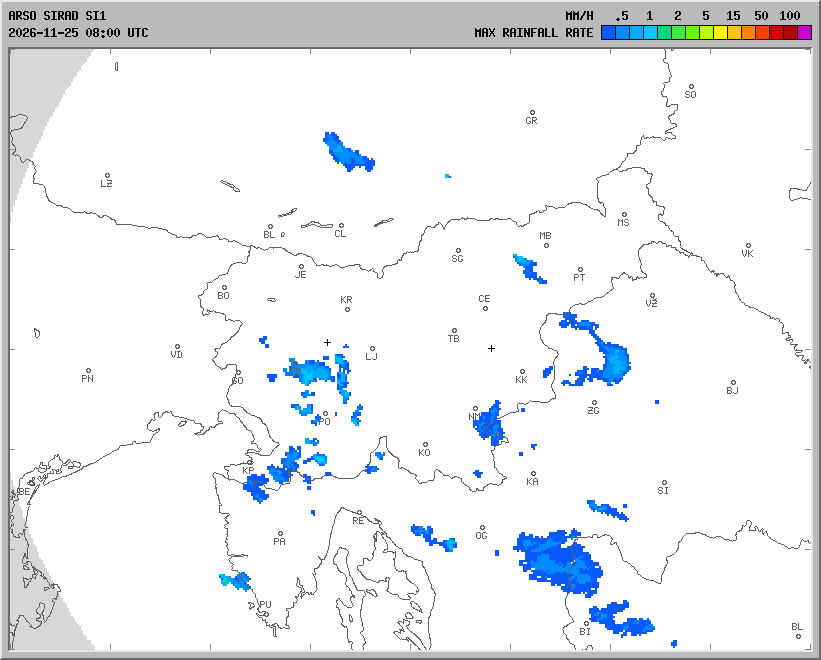 ARSO SIRAD SI1
2026-11-25 08:00 UTC
MM/H .5 1 2 5 15 50 100
MAX RAINFALL RATE
SO
GR
LZ
MS
BL CL
MB
VK
SG
JE
PT
BO
KR
CE
VZ
TB
VD
LJ
PN
GO
KK
BJ
ZG
NM
PO
KO
KP
KA
BE
SI
RE
OG
PA
PU
BI
BL